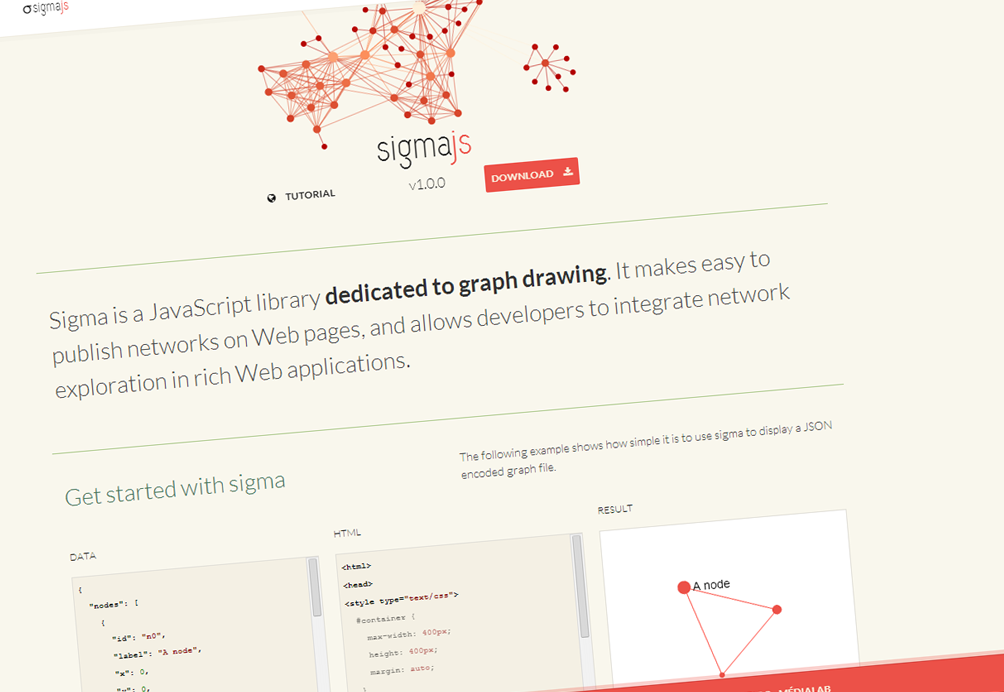 σsigmajs
sigmajs
TUTORIAL
v1.0.0
DOWNLOAD
Sigma is a JavaScript library dedicated to graph drawing. It makes easy to
publish networks on Web pages, and allows developers to integrate network
exploration in rich Web applications.
Get started with sigma
The following example shows how simple it is to use sigma to display a JSON
encoded graph file.
DATA
{
"nodes": [
{
"id": "n0",
"label": "A node",
"x": 0,
HTML
<html>
<head>
<style type="text/css">
#container {
max-width: 400px;
height: 400px;
margin: auto;
RESULT
A node
MÉDIALAB